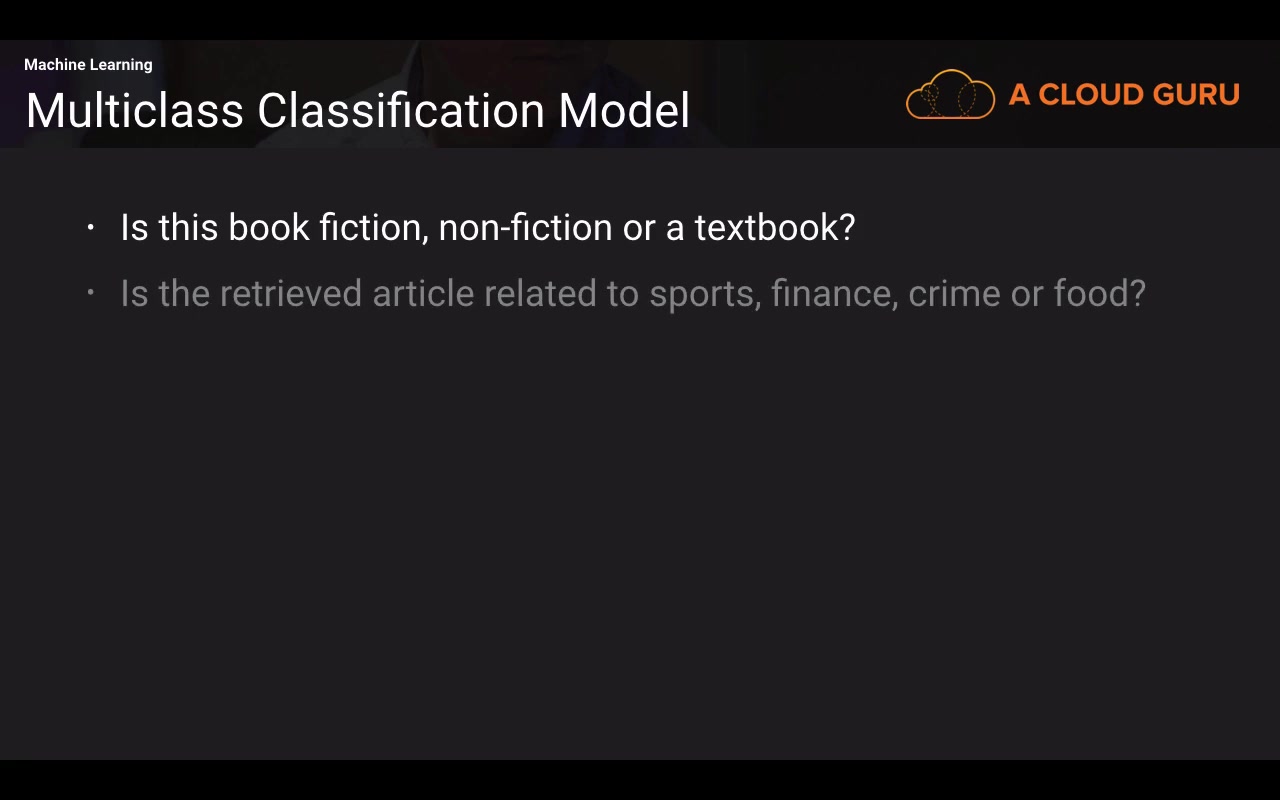 Machine Learning
Multiclass Classification Model
A CLOUD GURU
• Is this book fiction, non-fiction or a textbook?
• Is the retrieved article related to sports, finance, crime or food?